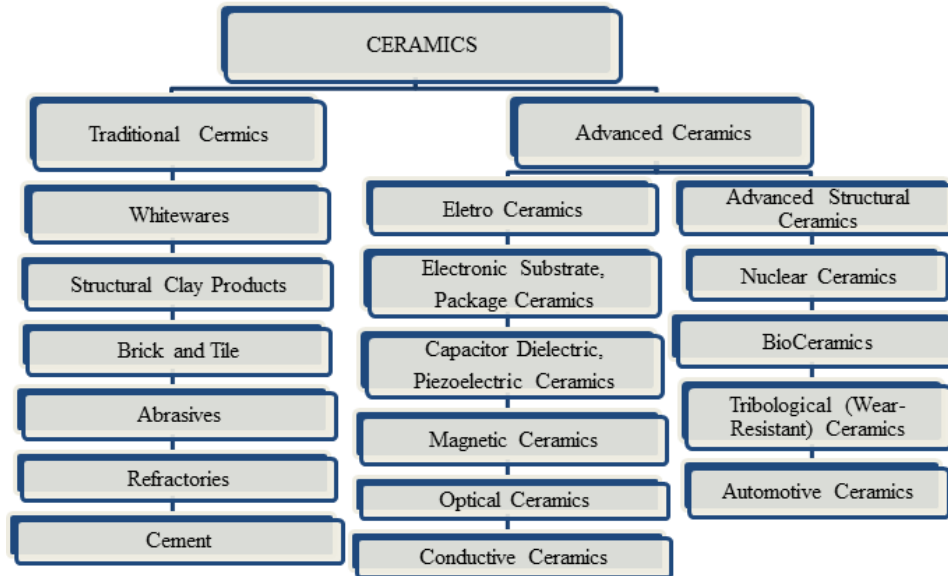 CERAMICS
Traditional Cermics
Advanced Ceramics
Whitewares
Structural Clay Products
Brick and Tile
Abrasives
Refractories
Cement
Eletro Ceramics
Electronic Substrate,
Package Ceramics
Capacitor Dielectric,
Piezoelectric Ceramics
Magnetic Ceramics
Optical Ceramics
Conductive Ceramics
Advanced Structural
Ceramics
Nuclear Ceramics
BioCeramics
Tribological (Wear-
Resistant) Ceramics
Automotive Ceramics